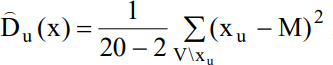 D̂ᵤ(x) = 1/(20 − 2) ∑_{V\xᵤ} (xᵤ − M)²